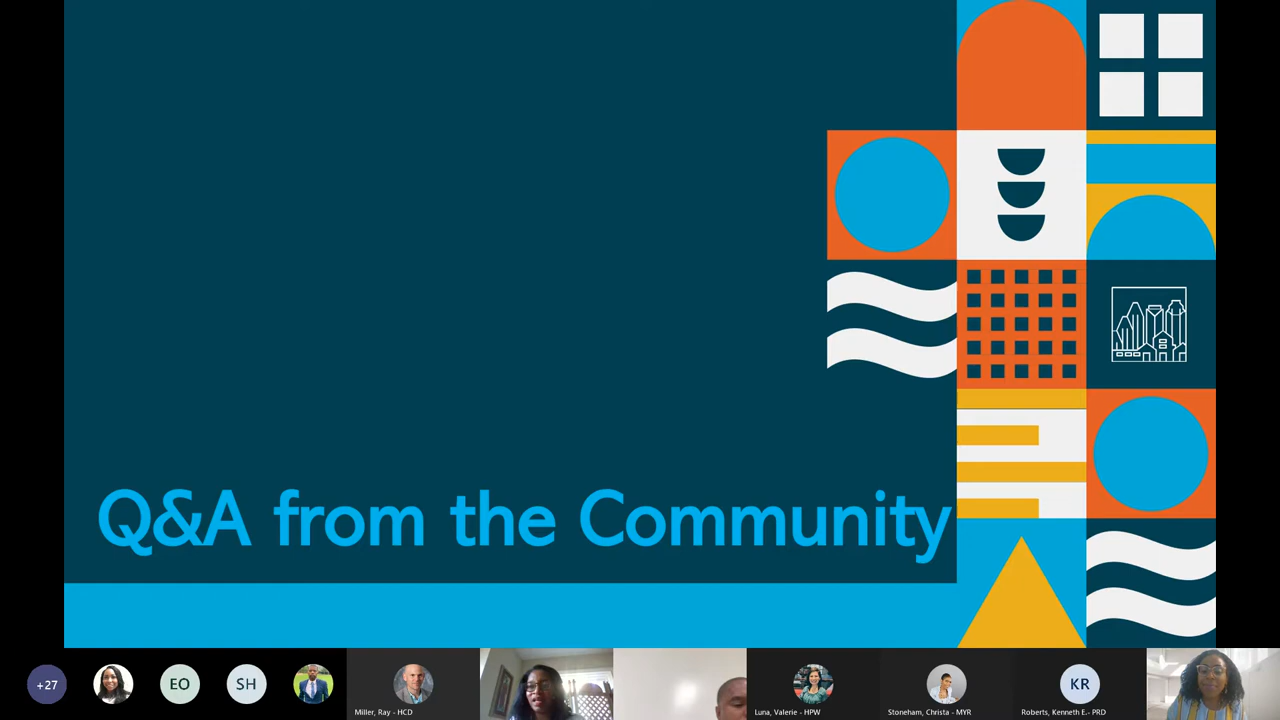 Q&A from the Community
+27
EO
SH
Miller, Ray - HCD
Luna, Valerie - HPW
Stoneham, Christa - MYR
KR
Roberts, Kenneth E.- PRD